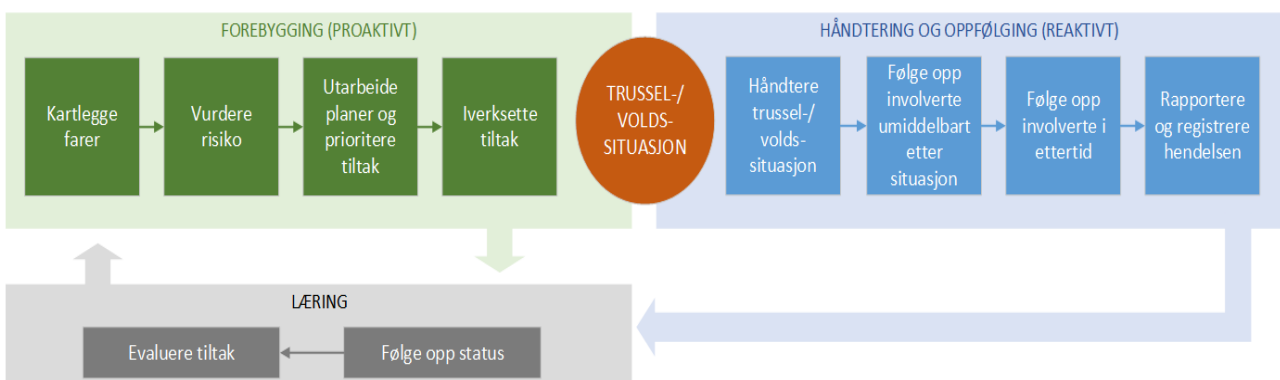 FOREBYGGING (PROAKTIVT)
Kartlegge
farer
Vurdere
risiko
Utarbeide
planer og
prioritere
tiltak
Iverksette
tiltak
TRUSSEL-/
VOLDS-
SITUASJON
HÅNDTERING OG OPPFØLGING (REAKTIVT)
Håndtere
trussel-/
volds-
situasjon
Følge opp
involverte
umiddelbart
etter
situasjon
Følge opp
involverte i
ettertid
Rapportere
og registrere
hendelsen
LÆRING
Evaluere tiltak
Følge opp status